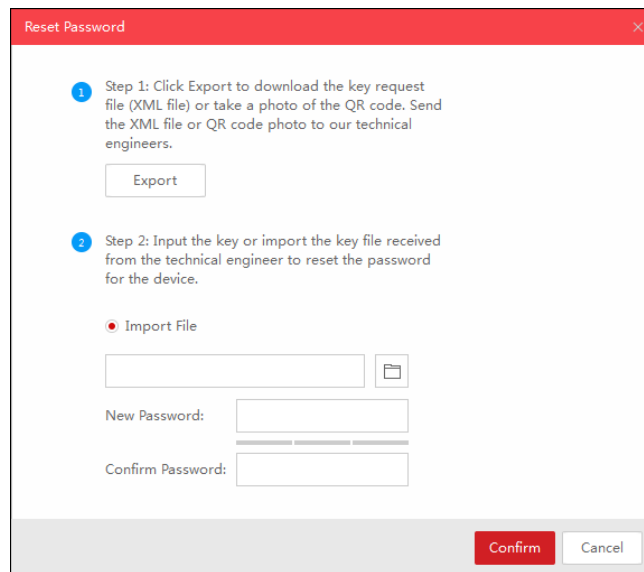 Reset Password
1
Step 1: Click Export to download the key request
file (XML file) or take a photo of the QR code. Send
the XML file or QR code photo to our technical
engineers.
Export
2
Step 2: Input the key or import the key file received
from the technical engineer to reset the password
for the device.
Import File
New Password:
Confirm Password:
Confirm
Cancel